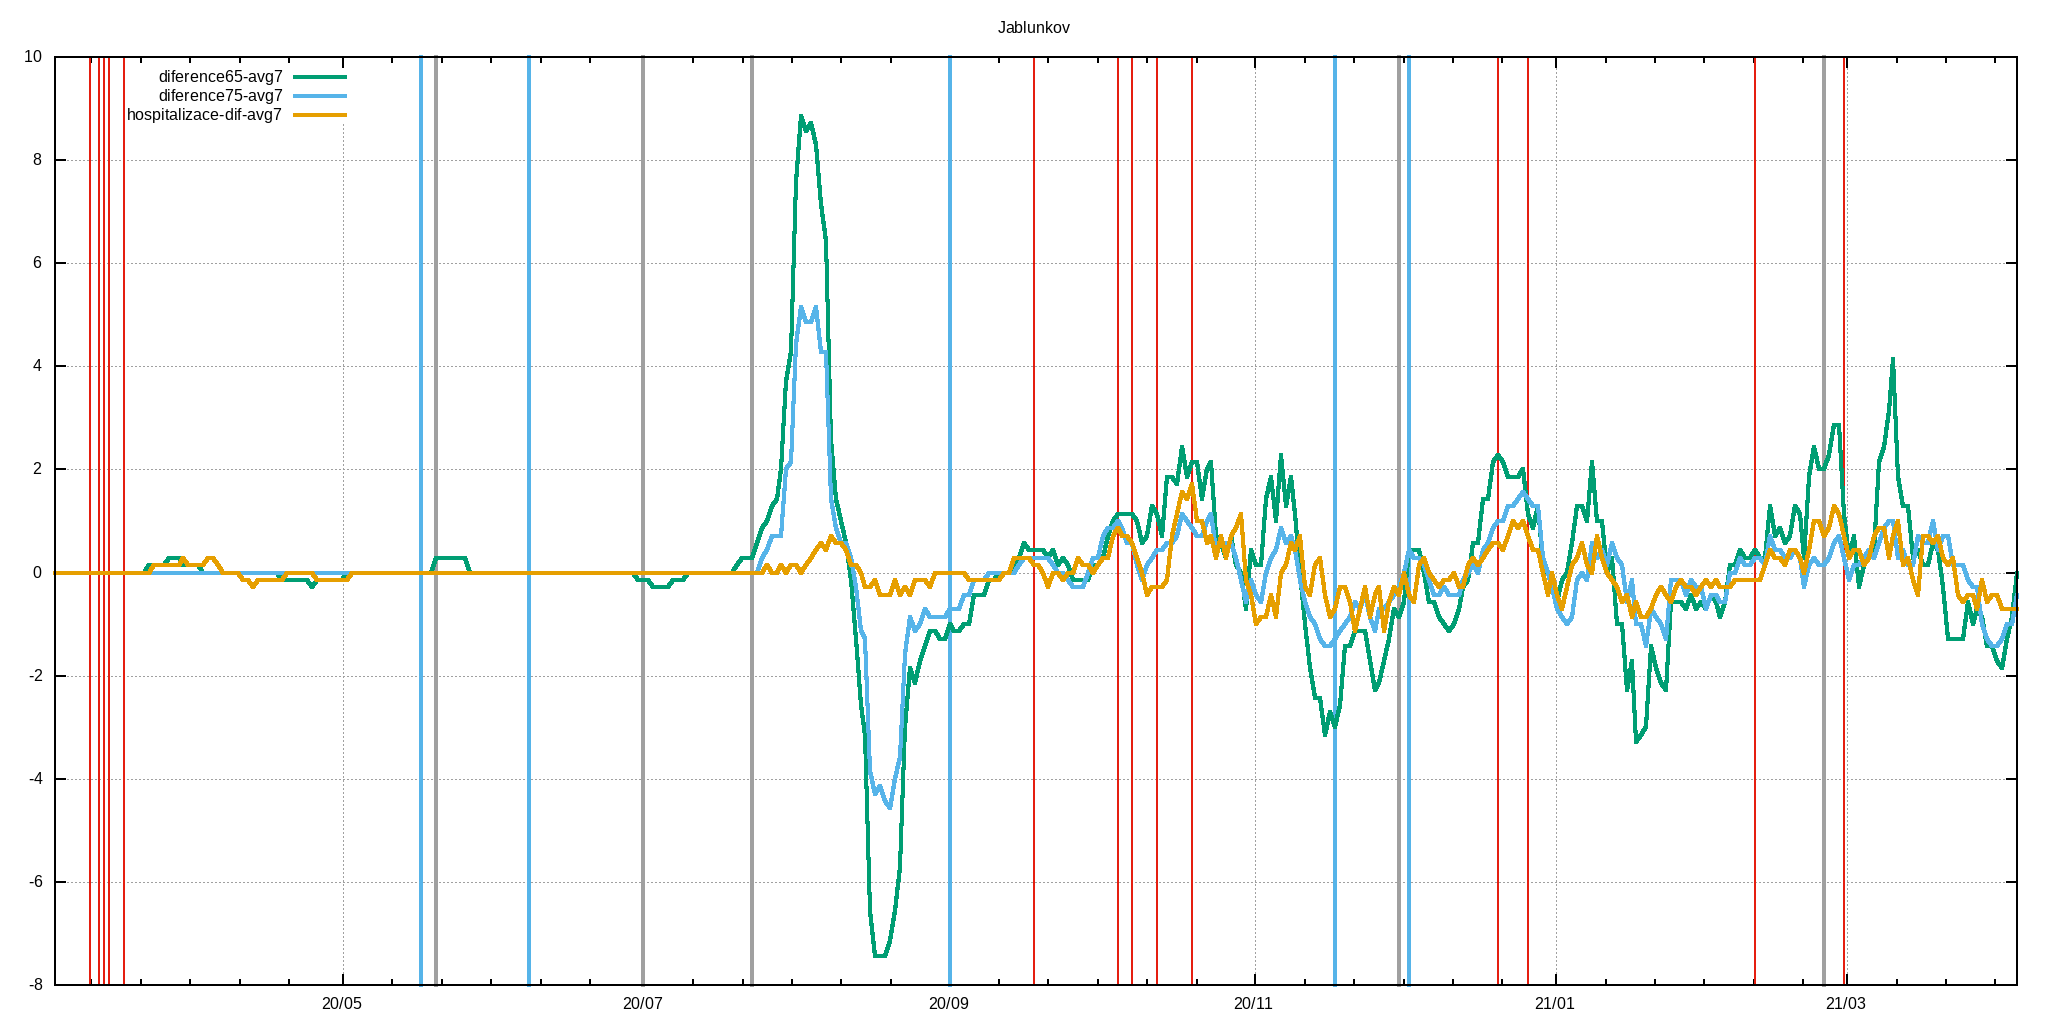 Jablunkov
10
8
6
4
2
0
-2
-4
-6
-8
diference65-avg7
diference75-avg7
hospitalizace-dif-avg7
20/05 20/07 20/09 20/11 21/01 21/03